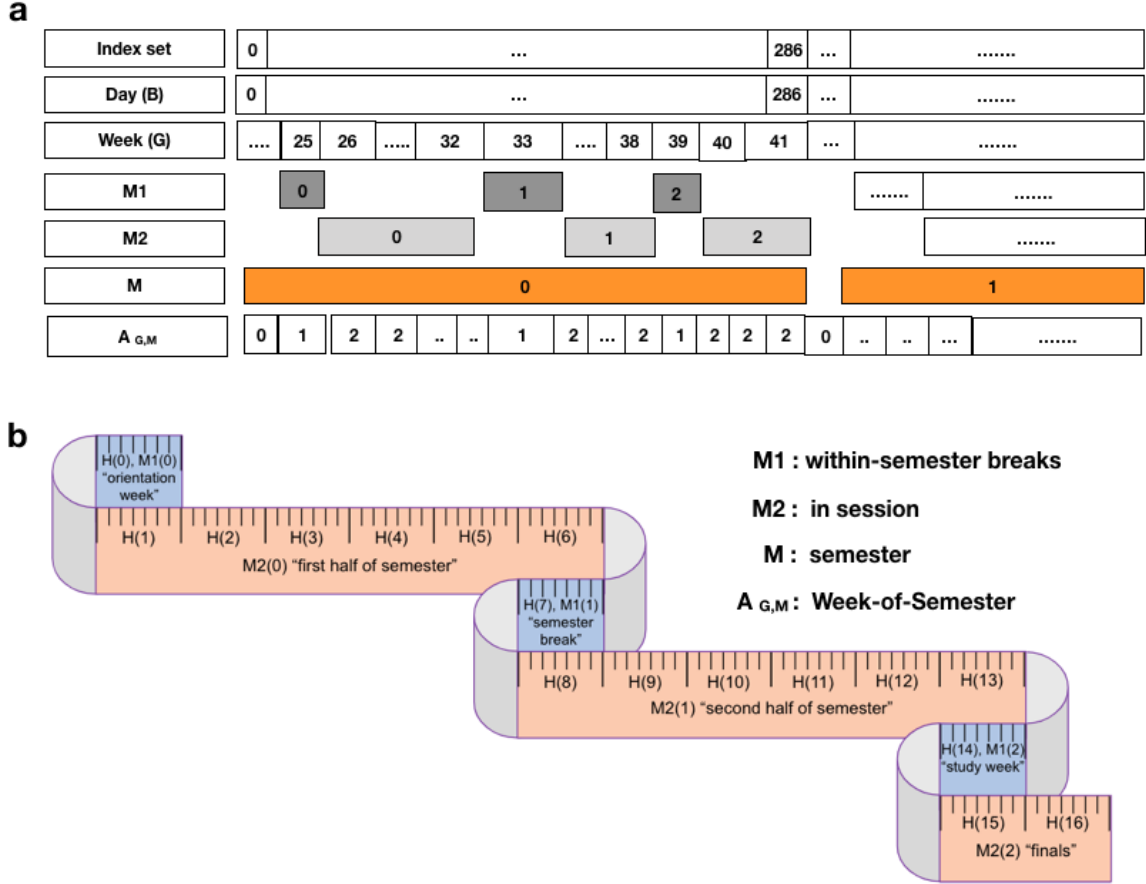 a
Index set 0 ... 286 ... .......
Day (B) 0 ... 286 ... .......
Week (G) .... 25 26 ..... 32 33 .... 38 39 40 41 ... .......
M1 0 1 2 ....... .......
M2 0 1 2 .......
M 0 1
A G,M 0 1 2 2 .. .. 1 2 ... 2 1 2 2 2 0 .. .. ... .......
b
H(0), M1(0)
“orientation
week”
H(1) H(2) H(3) H(4) H(5) H(6)
M2(0) “first half of semester”
H(7), M1(1)
“semester
break”
H(8) H(9) H(10) H(11) H(12) H(13)
M2(1) “second half of semester”
H(14), M1(2)
“study week”
H(15) H(16)
M2(2) “finals”
M1 : within-semester breaks
M2 : in session
M : semester
A G,M : Week-of-Semester